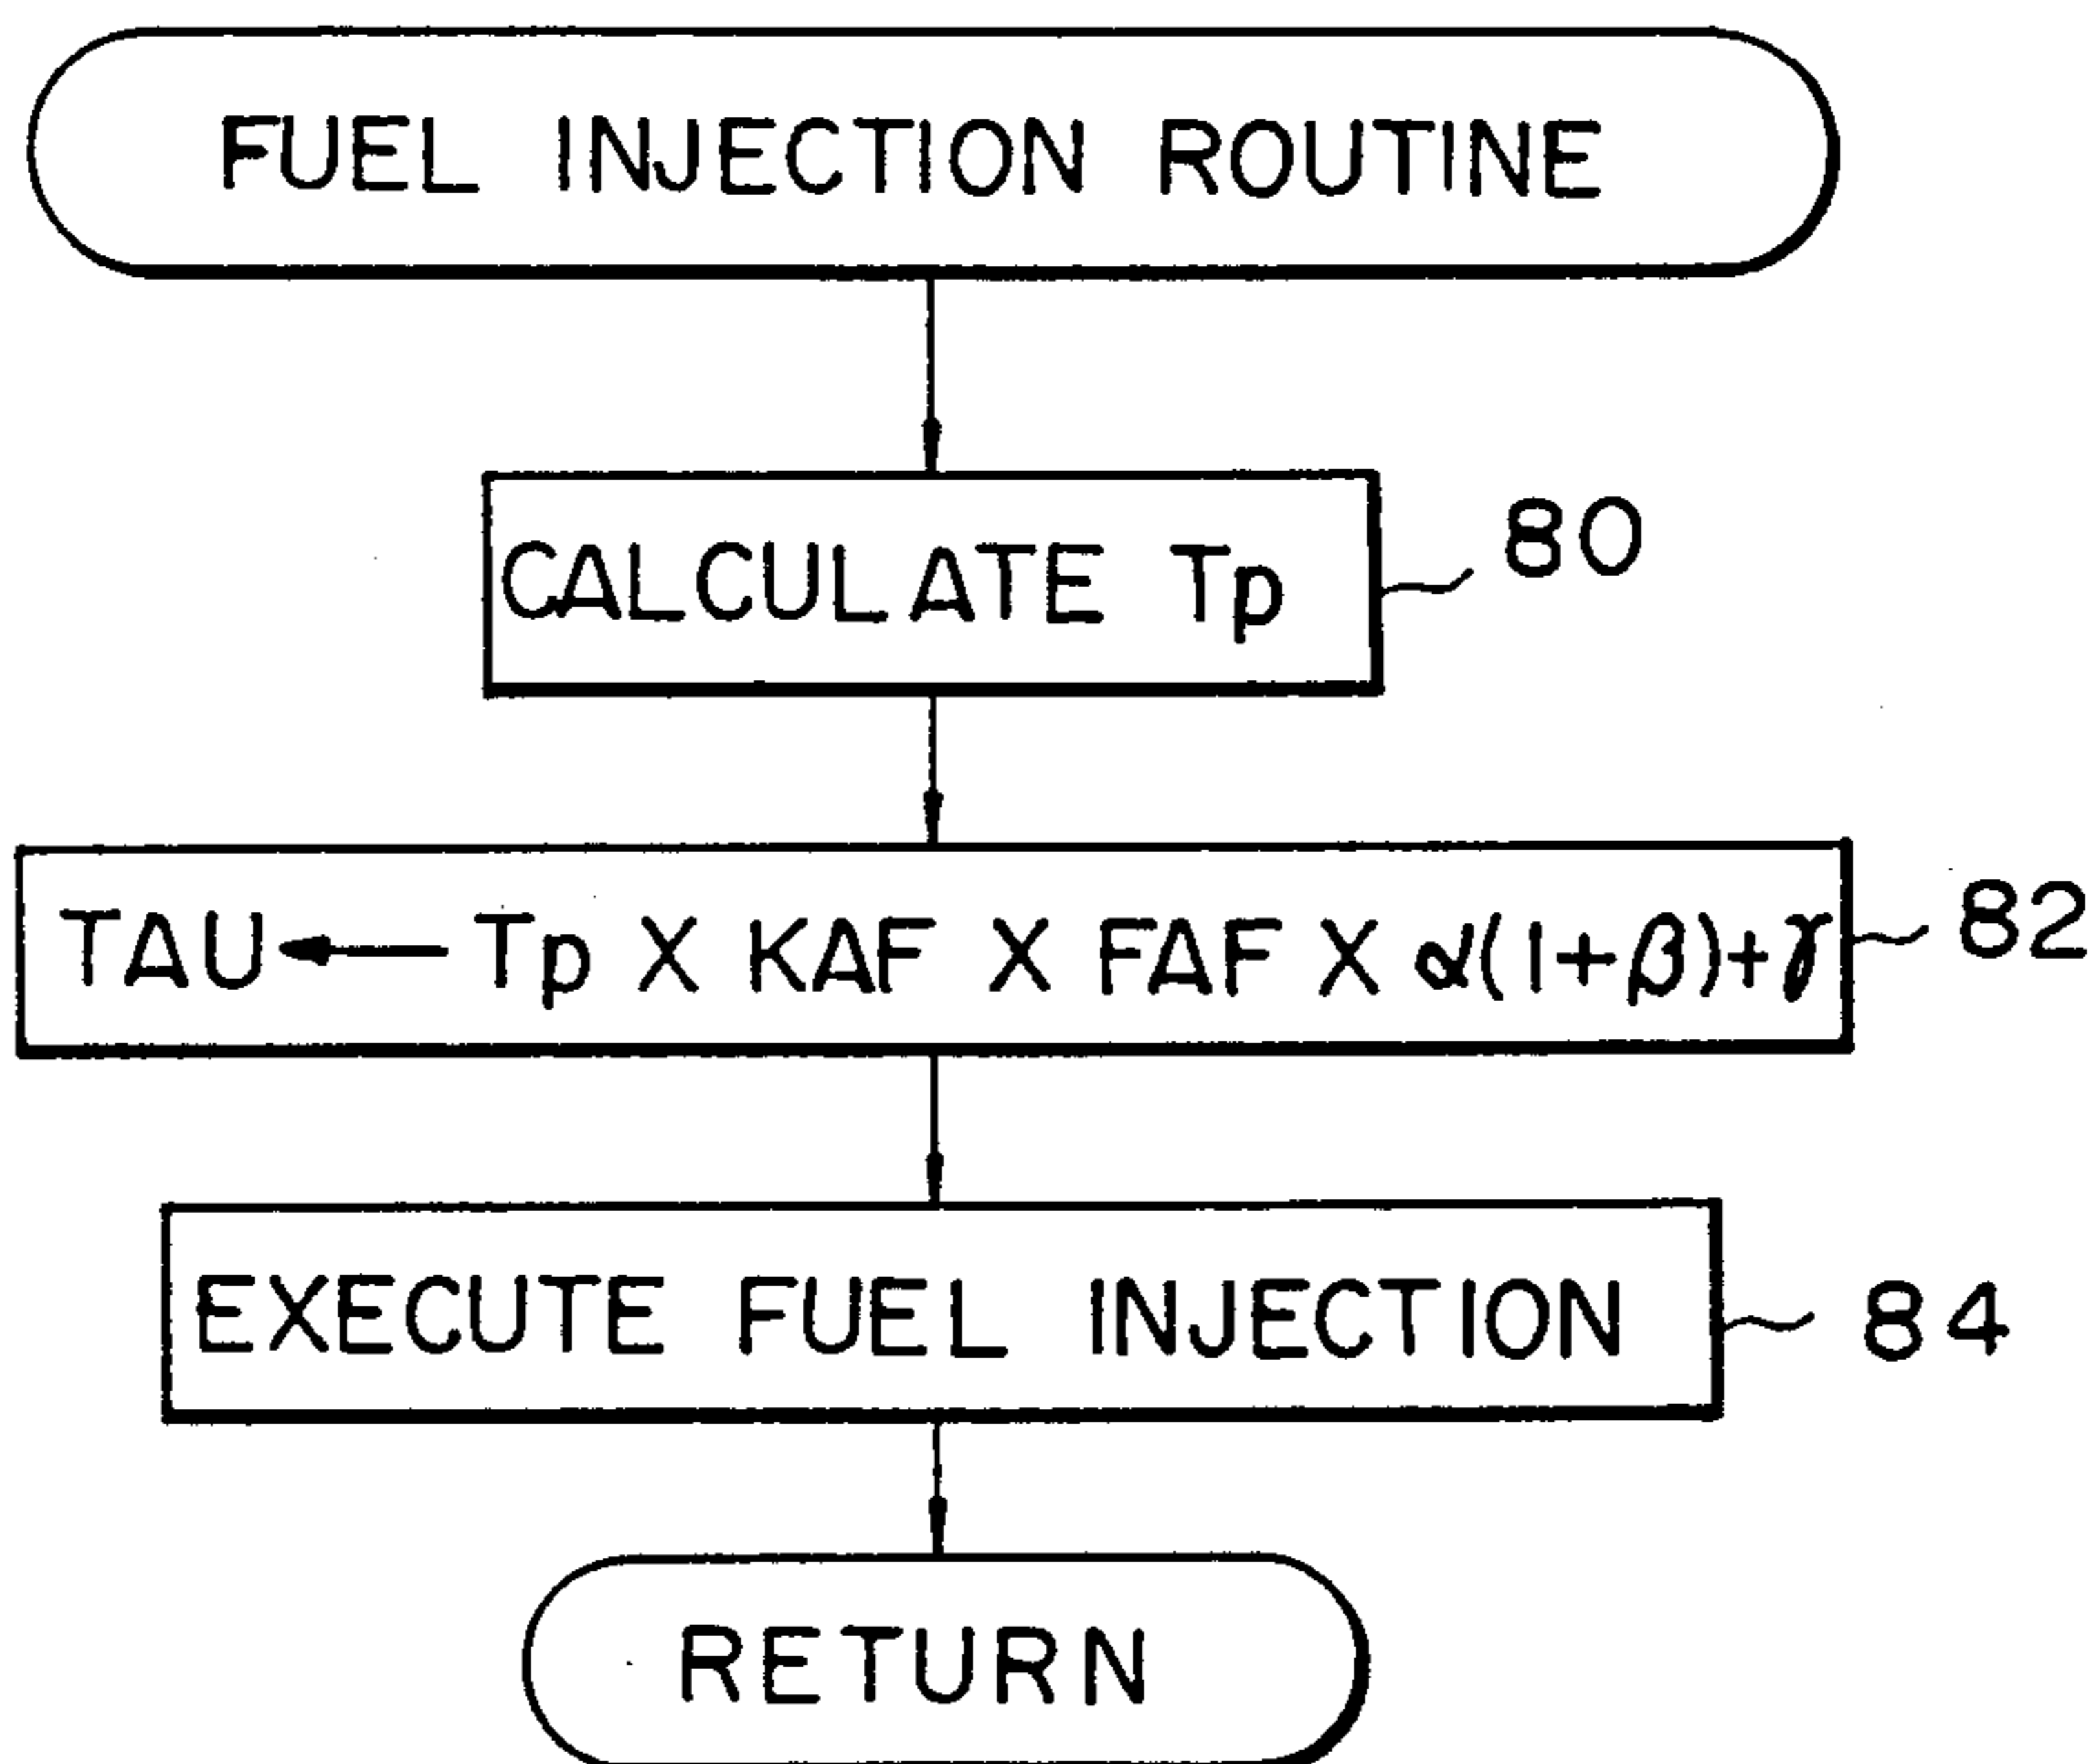 FUEL INJECTION ROUTINE
CALCULATE Tp
80
TAU ← Tp X KAF X FAF X α(1+β)+γ
82
EXECUTE FUEL INJECTION
84
RETURN